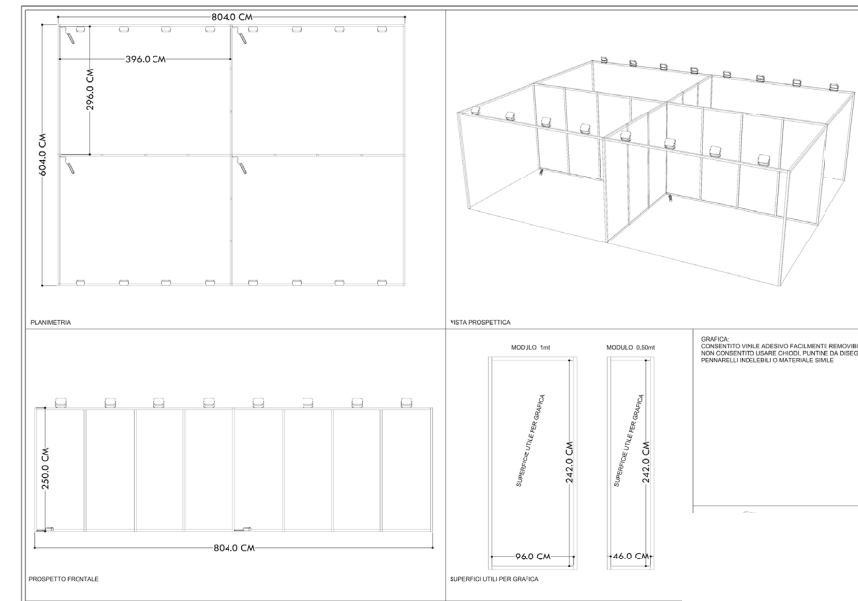 804.0 CM
396.0 CM
296.0 CM
604.0 CM
PLANIMETRIA
VISTA PROSPETTICA
250.0 CM
804.0 CM
PROSPETTO FRONTALE
MODULO 1mt
MODULO 0,50mt
SUPERFICIE UTILE PER GRAFICA
242.0 CM
96.0 CM
SUPERFICIE UTILE PER GRAFICA
242.0 CM
46.0 CM
SUPERFICI UTILI PER GRAFICA
GRAFICA:
CONSENTITO VINILE ADESIVO FACILMENTE REMOVIBI
NON CONSENTITO USARE CHIODI, PUNTINE DA DISEG
PENNARELLI INDELEBILI O MATERIALE SIMILE